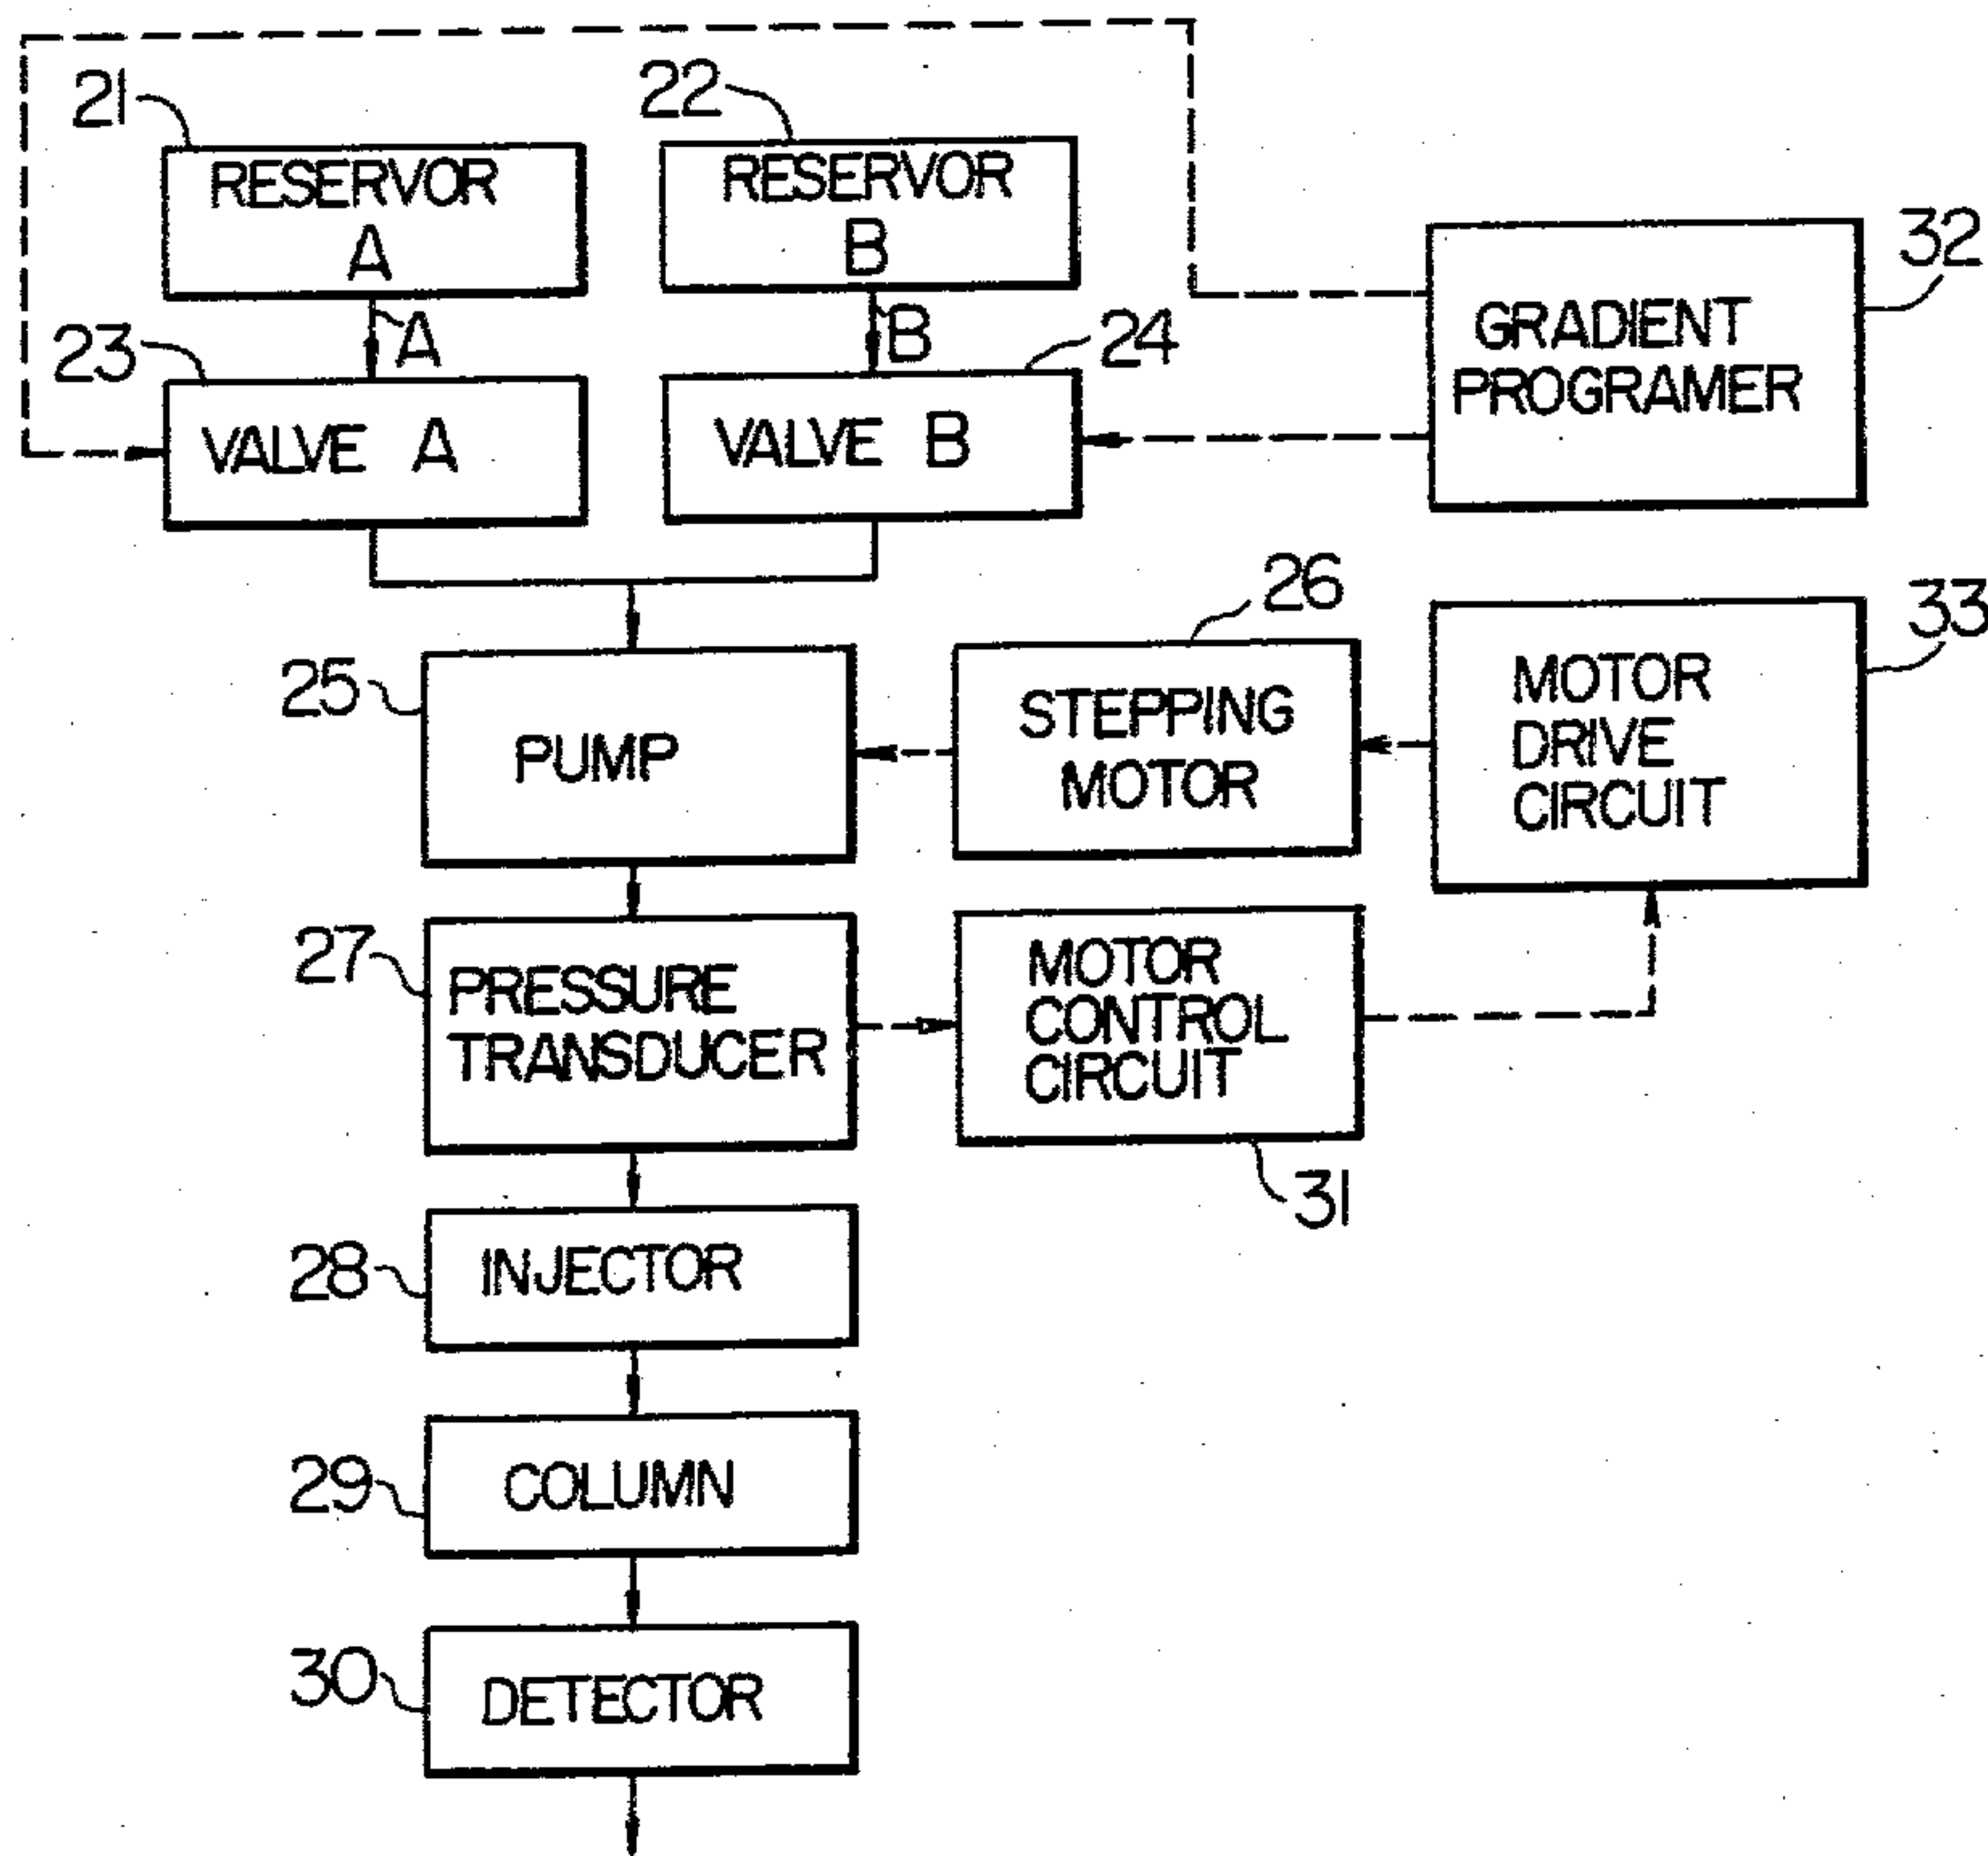 21
22
RESERVOR
A
RESERVOR
B
32
A
B
23
24
GRADIENT
PROGRAMER
VALVE A
VALVE B
26
33
25
PUMP
STEPPING
MOTOR
MOTOR
DRIVE
CIRCUIT
27
PRESSURE
TRANSDUCER
MOTOR
CONTROL
CIRCUIT
31
28
INJECTOR
29
COLUMN
30
DETECTOR